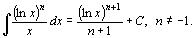 ∫ (ln x)ⁿ / x dx = (ln x)ⁿ⁺¹ / (n + 1) + C, n ≠ -1.